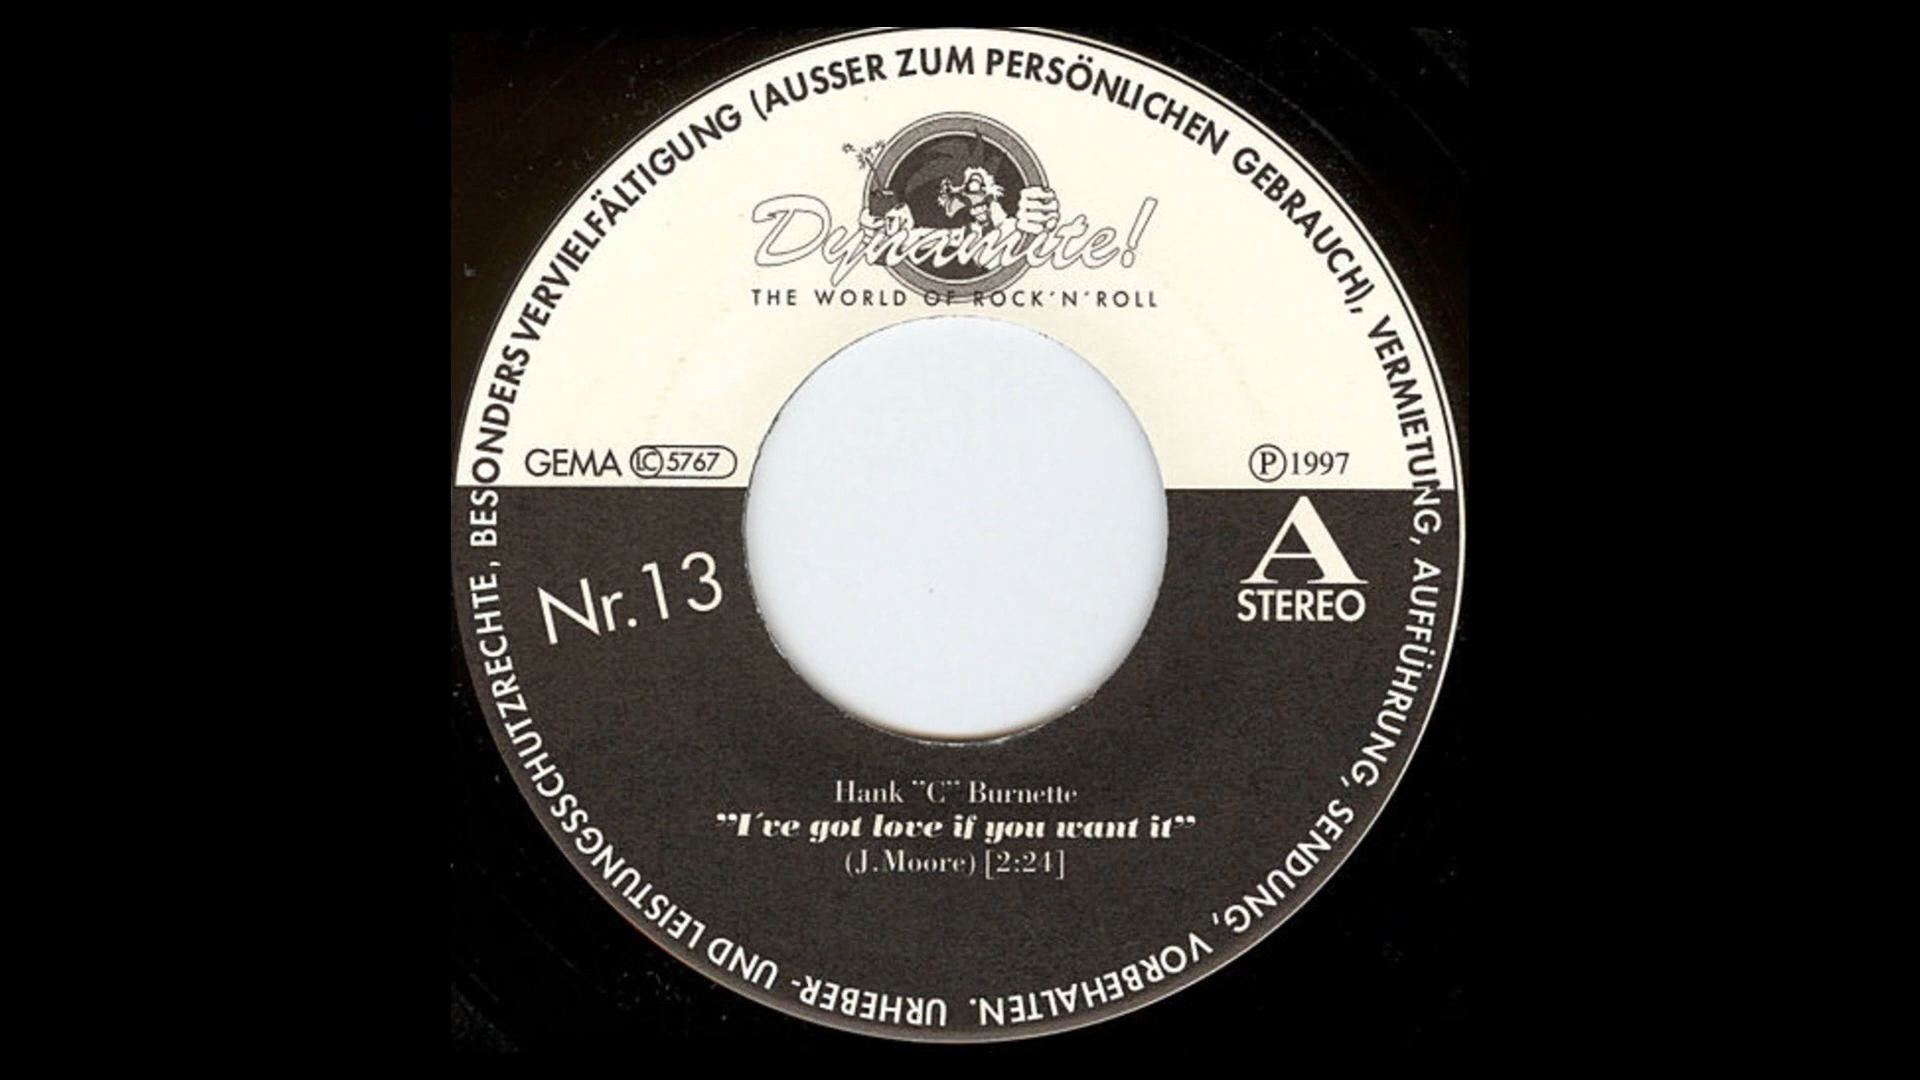 URHEBER- UND LEISTUNGSSCHUTZRECHTE, BESONDERS VERVIELFÄLTIGUNG (AUSSER ZUM PERSÖNLICHEN GEBRAUCH), VERMIETUNG, AUFFÜHRUNG, SENDUNG, VORBEHALTEN.
Dynamite!
THE WORLD OF ROCK´N´ROLL
GEMA LC 5767
Ⓟ1997
Nr.13
A
STEREO
Hank "C" Burnette
"I´ve got love if you want it"
(J.Moore) [2:24]